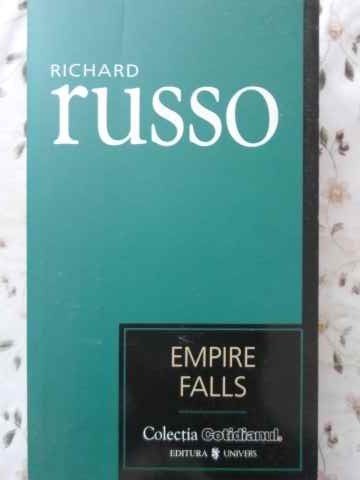 RICHARD
russo
EMPIRE
FALLS
Colecția Cotidianul
EDITURA UNIVERS